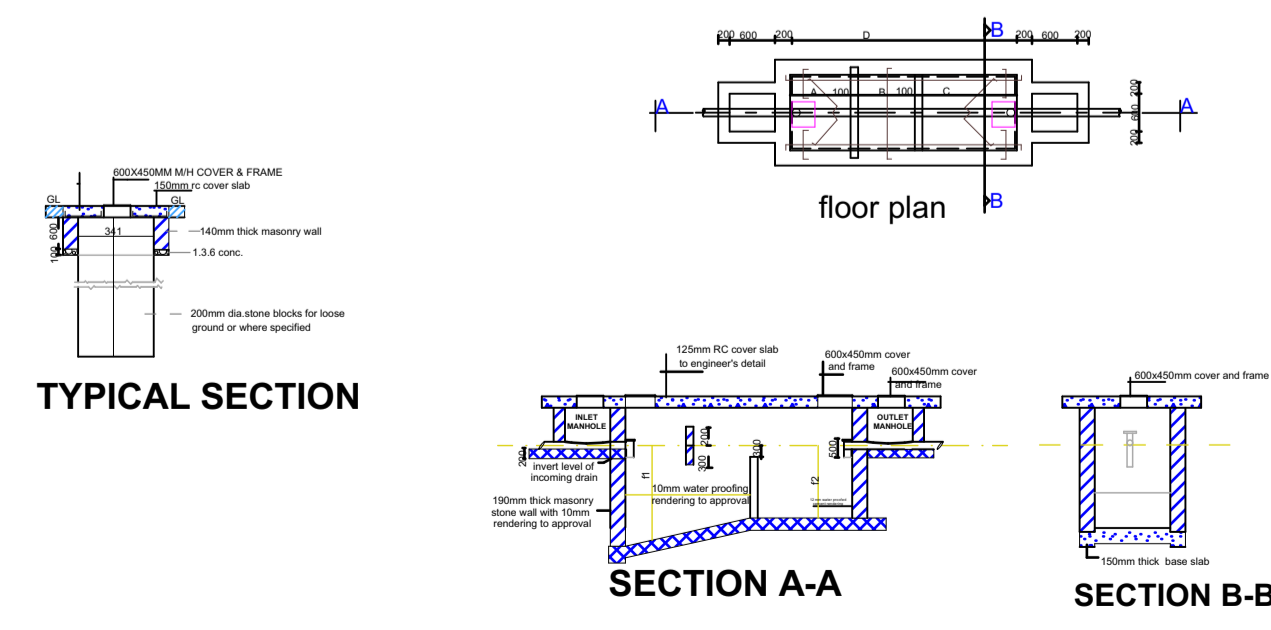 B
200 600 200 D 200 600 200
A A 100 B 100 C A
200
600
200
B
floor plan
600X450MM M/H COVER & FRAME
150mm rc cover slab
GL GL
600
341
140mm thick masonry wall
100
1.3.6 conc.
200mm dia.stone blocks for loose
ground or where specified
TYPICAL SECTION
125mm RC cover slab
to engineer's detail
600x450mm cover
and frame
600x450mm cover
and frame
INLET
MANHOLE
OUTLET
MANHOLE
200
200
300
300
500
invert level of
incoming drain
f1
f2
10mm water proofing
rendering to approval
190mm thick masonry
stone wall with 10mm
rendering to approval
SECTION A-A
600x450mm cover and frame
150mm thick base slab
SECTION B-B